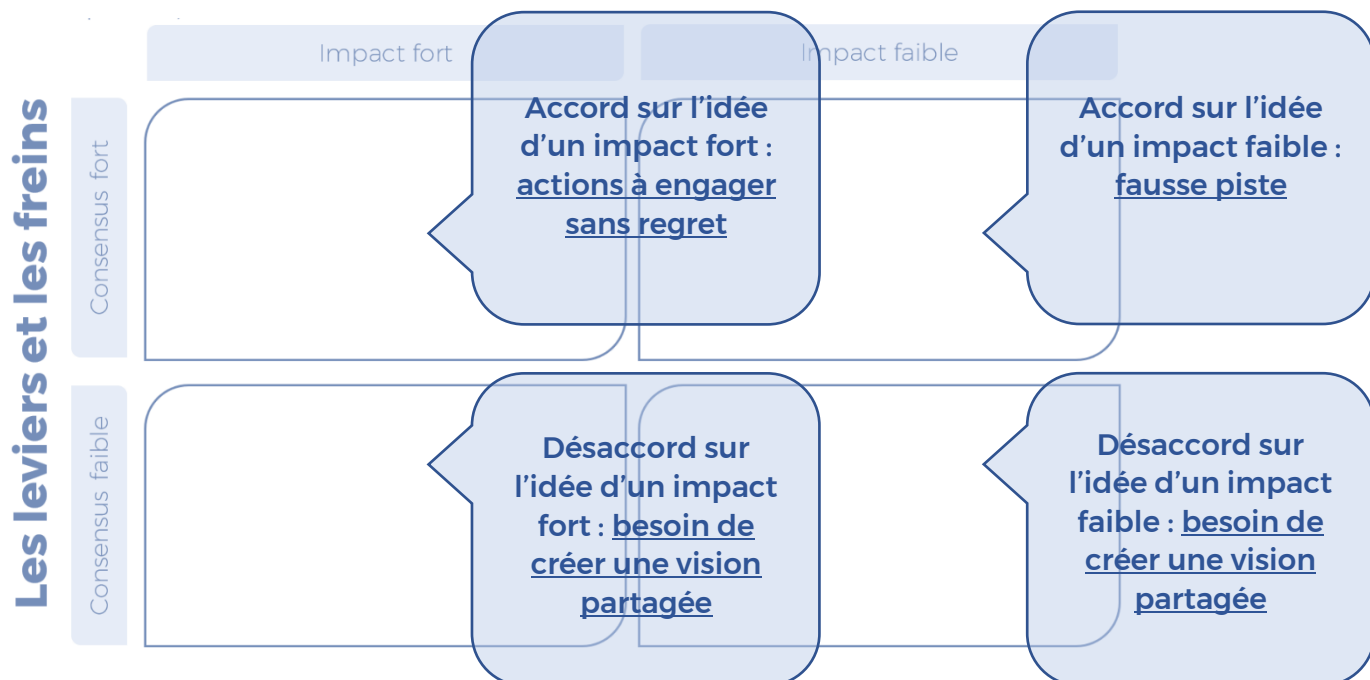 Les leviers et les freins
Impact fort
Impact faible
Consensus fort
Accord sur l’idée
d’un impact fort :
actions à engager
sans regret
Accord sur l’idée
d’un impact faible :
fausse piste
Consensus faible
Désaccord sur
l’idée d’un impact
fort : besoin de
créer une vision
partagée
Désaccord sur
l’idée d’un impact
faible : besoin de
créer une vision
partagée